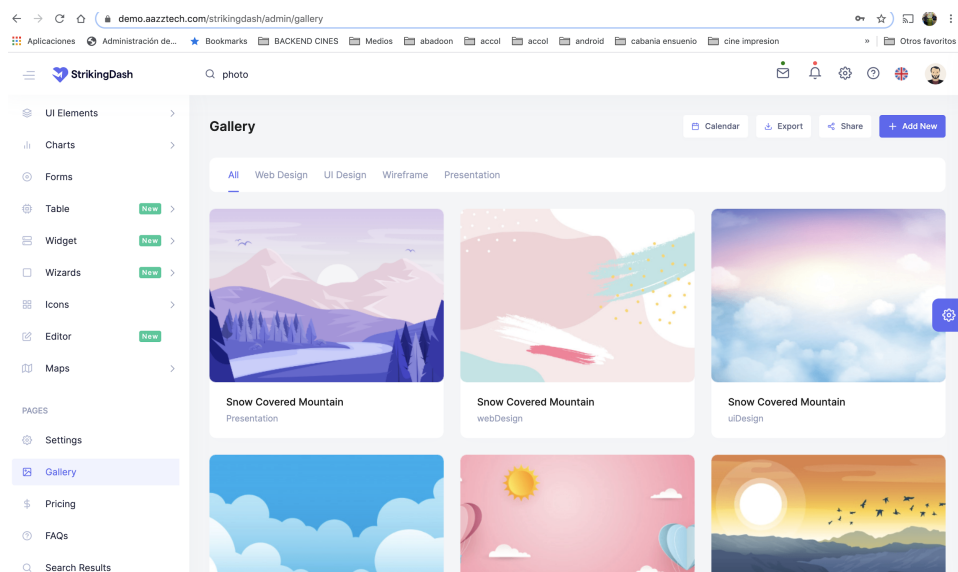 demo.aazztech.com/strikingdash/admin/gallery
Aplicaciones Administración de... Bookmarks BACKEND CINES Medios abadoon accol accol android cabania ensuenio cine impresion » Otros favoritos
StrikingDash photo
UI Elements
Charts
Forms
Table New
Widget New
Wizards New
Icons
Editor New
Maps
PAGES
Settings
Gallery
Pricing
FAQs
Search Results
Gallery Calendar Export Share + Add New
All Web Design UI Design Wireframe Presentation
Snow Covered Mountain
Presentation
Snow Covered Mountain
webDesign
Snow Covered Mountain
uiDesign